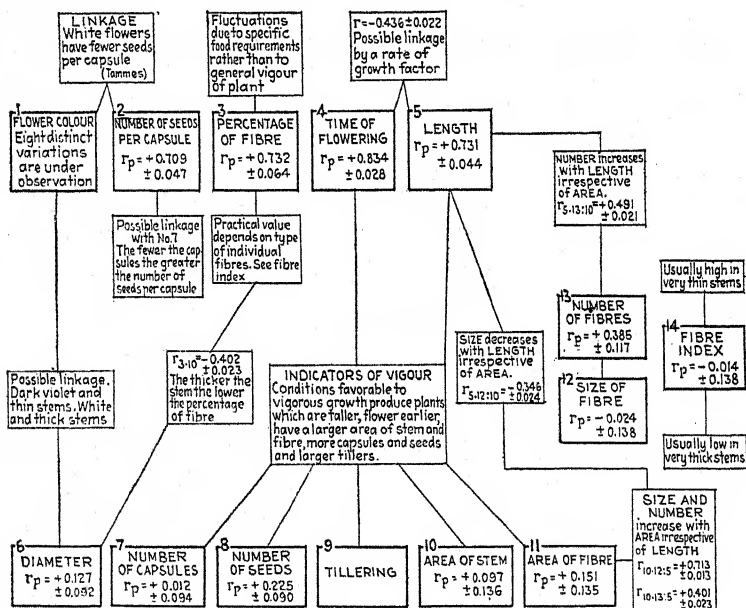 LINKAGE
White flowers
have fewer seeds
per capsule
(Tammes)
Fluctuations
due to specific
food requirements
rather than to
general vigour
of plant
r=-0.436±0.022
Possible linkage
by a rate of
growth factor
1
FLOWER COLOUR
Eight distinct
variations
are under
observation
2
NUMBER OF SEEDS
PER CAPSULE
rp=+0.709
±0.047
3
PERCENTAGE
OF FIBRE
rp=+0.732
±0.064
4
TIME OF
FLOWERING
rp=+0.834
±0.028
5
LENGTH
rp=+0.731
±0.044
NUMBER increases
with LENGTH
irrespective
of AREA.
r5.13:10=+0.491
±0.021
Possible linkage
with No.7
The fewer the cap-
sules the greater
the number of
seeds per capsule
Practical value
depends on type
of individual
fibres. See fibre
index
Usually high in
very thin stems
13
NUMBER
OF FIBRES
rp=+0.385
±0.117
14
FIBRE
INDEX
rp=-0.014
±0.138
12
SIZE OF
FIBRE
rp=-0.024
±0.138
Usually low in
very thick stems
Possible linkage.
Dark violet and
thin stems. White
and thick stems
r3.10=-0.402
±0.023
The thicker the
stem the lower
the percentage
of fibre
INDICATORS OF VIGOUR
Conditions favorable to
vigorous growth produce plants
which are taller, flower earlier,
have a larger area of stem and
fibre, more capsules and seeds
and larger tillers.
SIZE decreases
with LENGTH
irrespective
of AREA.
r5.12:10=-0.346
±0.024
SIZE AND
NUMBER
increase with
AREA irrespective
of LENGTH
r10.12:5=+0.713
±0.013
r10.13:5=+0.401
±0.023
6
DIAMETER
rp=+0.127
±0.092
7
NUMBER
OF CAPSULES
rp=+0.012
±0.094
8
NUMBER
OF SEEDS
rp=+0.225
±0.090
9
TILLERING
10
AREA OF STEM
rp=+0.097
±0.136
11
AREA OF FIBRE
rp=+0.151
±0.135